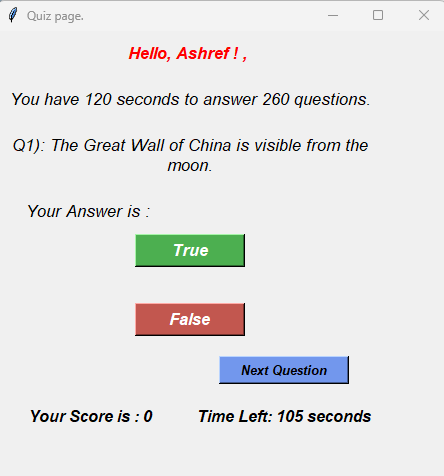 Quiz page.
Hello, Ashref ! ,
You have 120 seconds to answer 260 questions.
Q1): The Great Wall of China is visible from the
moon.
Your Answer is :
True
False
Next Question
Your Score is : 0 Time Left: 105 seconds